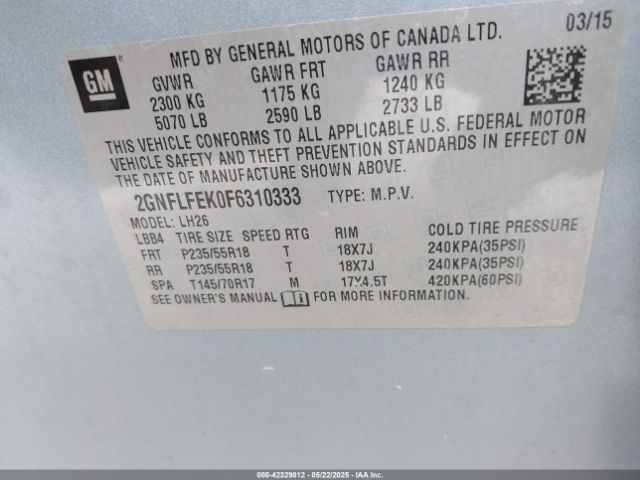 GM
MFD BY GENERAL MOTORS OF CANADA LTD. 03/15
GVWR GAWR FRT GAWR RR
2300 KG 1175 KG 1240 KG
5070 LB 2590 LB 2733 LB
THIS VEHICLE CONFORMS TO ALL APPLICABLE U.S. FEDERAL MOTOR
VEHICLE SAFETY AND THEFT PREVENTION STANDARDS IN EFFECT ON
THE DATE OF MANUFACTURE SHOWN ABOVE.
2GNFLFEK0F6310333 TYPE: M.P.V.
MODEL: LH26
LBB4 TIRE SIZE SPEED RTG RIM COLD TIRE PRESSURE
FRT P235/55R18 T 18X7J 240KPA(35PSI)
RR P235/55R18 T 18X7J 240KPA(35PSI)
SPA T145/70R17 M 17X4.5T 420KPA(60PSI)
SEE OWNER'S MANUAL FOR MORE INFORMATION.
000-42329812 - 05/22/2025 - IAAI.COM